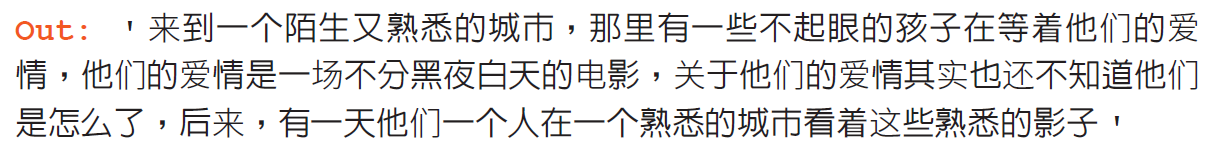 Out: '来到一个陌生又熟悉的城市，那里有一些不起眼的孩子在等着他们的爱
情，他们的爱情是一场不分黑夜白天的电影，关于他们的爱情其实也还不知道他们
是怎么了，后来，有一天他们一个人在一个熟悉的城市看着这些熟悉的影子'